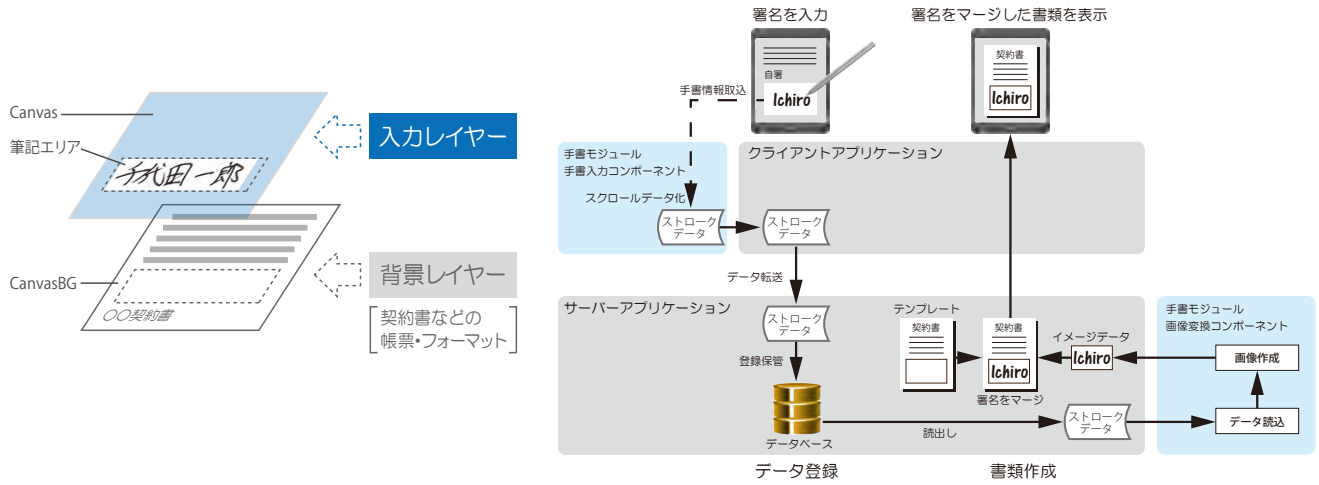 Canvas
筆記エリア
千代田一郎
入力レイヤー
CanvasBG
〇〇契約書
背景レイヤー
契約書などの
帳票・フォーマット
署名を入力
自署
Ichiro
手書情報取込
手書モジュール
手書入力コンポーネント
スクロールデータ化
ストローク
データ
クライアントアプリケーション
ストローク
データ
データ転送
サーバーアプリケーション
ストローク
データ
登録保管
データベース
読出し
ストローク
データ
手書モジュール
画像変換コンポーネント
データ読込
画像作成
イメージデータ
Ichiro
テンプレート
契約書
契約書
Ichiro
署名をマージ
署名をマージした書類を表示
契約書
Ichiro
データ登録
書類作成